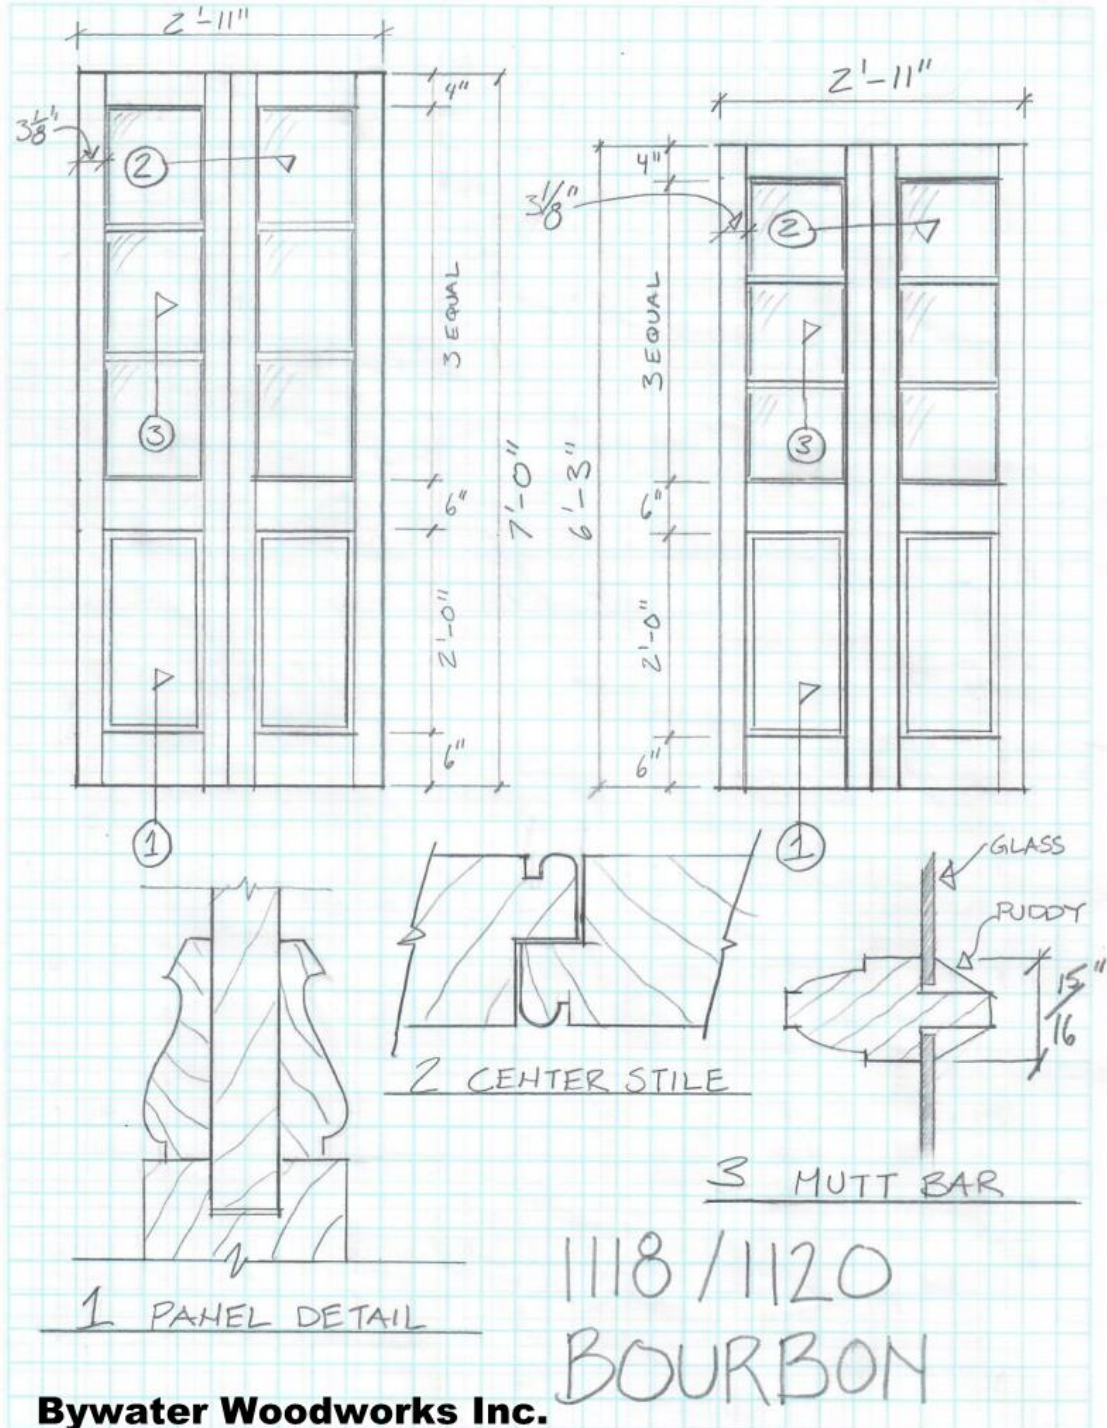 2'-11"
4"
3 1/8"
2
3 EQUAL
3
6"
7'-0"
2'-0"
6"
1
2'-11"
4"
3 1/8"
2
3 EQUAL
3
6'-3"
6"
2'-0"
6"
1
GLASS
PUDDY
15/16"
2 CENTER STILE
3 MUTT BAR
1 PANEL DETAIL
1118/1120
BOURBON
Bywater Woodworks Inc.